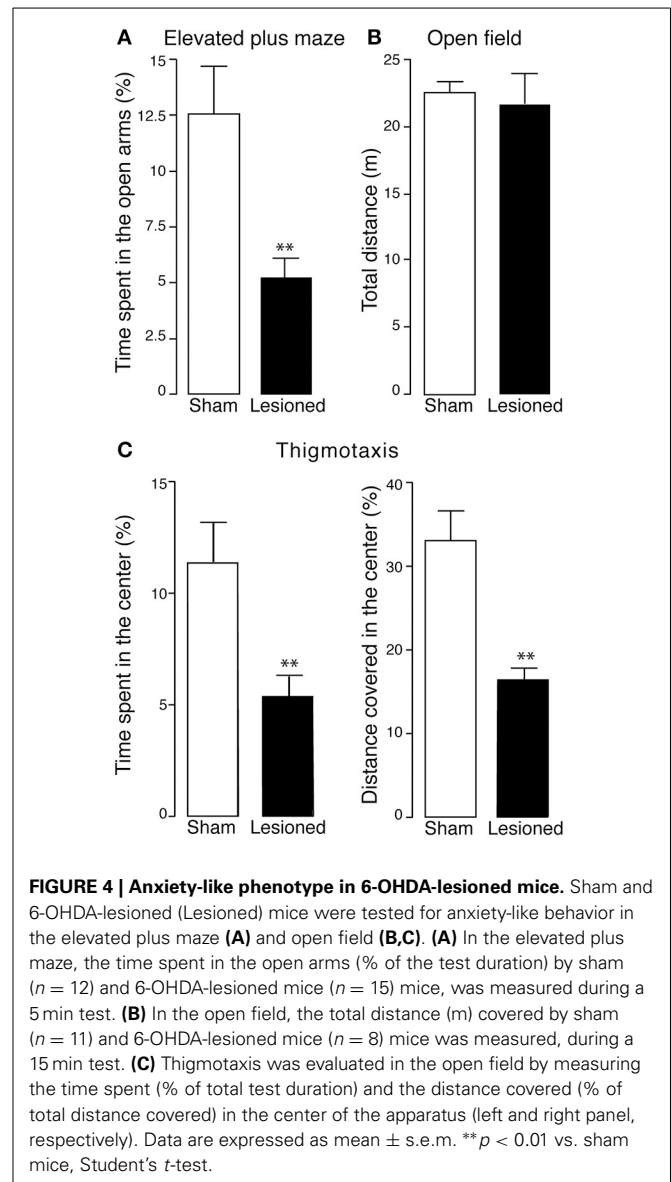 A Elevated plus maze
Time spent in the open arms (%)
15
12.5
10
7.5
5
2.5
0
**
Sham Lesioned
B Open field
Total distance (m)
25
20
15
10
5
0
Sham Lesioned
C Thigmotaxis
Time spent in the center (%)
15
10
5
0
**
Sham Lesioned
Distance covered in the center (%)
40
30
20
10
0
**
Sham Lesioned
FIGURE 4 | Anxiety-like phenotype in 6-OHDA-lesioned mice. Sham and
6-OHDA-lesioned (Lesioned) mice were tested for anxiety-like behavior in
the elevated plus maze (A) and open field (B,C). (A) In the elevated plus
maze, the time spent in the open arms (% of the test duration) by sham
(n = 12) and 6-OHDA-lesioned mice (n = 15) mice, was measured during a
5 min test. (B) In the open field, the total distance (m) covered by sham
(n = 11) and 6-OHDA-lesioned mice (n = 8) mice was measured, during a
15 min test. (C) Thigmotaxis was evaluated in the open field by measuring
the time spent (% of total test duration) and the distance covered (% of
total distance covered) in the center of the apparatus (left and right panel,
respectively). Data are expressed as mean ± s.e.m. **p < 0.01 vs. sham
mice, Student's t-test.